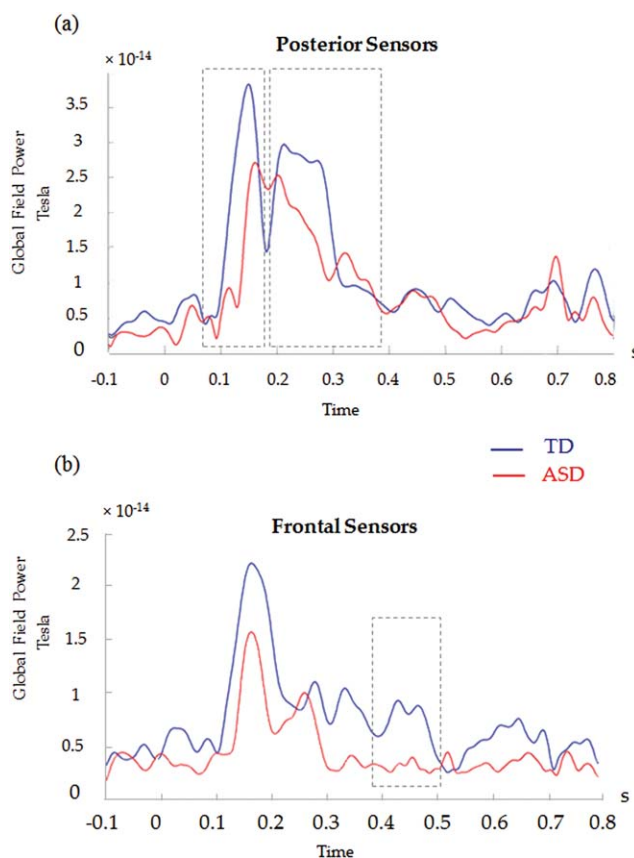 (a)
Posterior Sensors
× 10⁻¹⁴
3.5
3
2.5
2
1.5
1
0.5
0
Global Field Power
Tesla
-0.1 0 0.1 0.2 0.3 0.4 0.5 0.6 0.7 0.8 s
Time
TD
ASD
(b)
× 10⁻¹⁴
Frontal Sensors
2.5
2
1.5
1
0.5
0
Global Field Power
Tesla
-0.1 0 0.1 0.2 0.3 0.4 0.5 0.6 0.7 0.8 s
Time